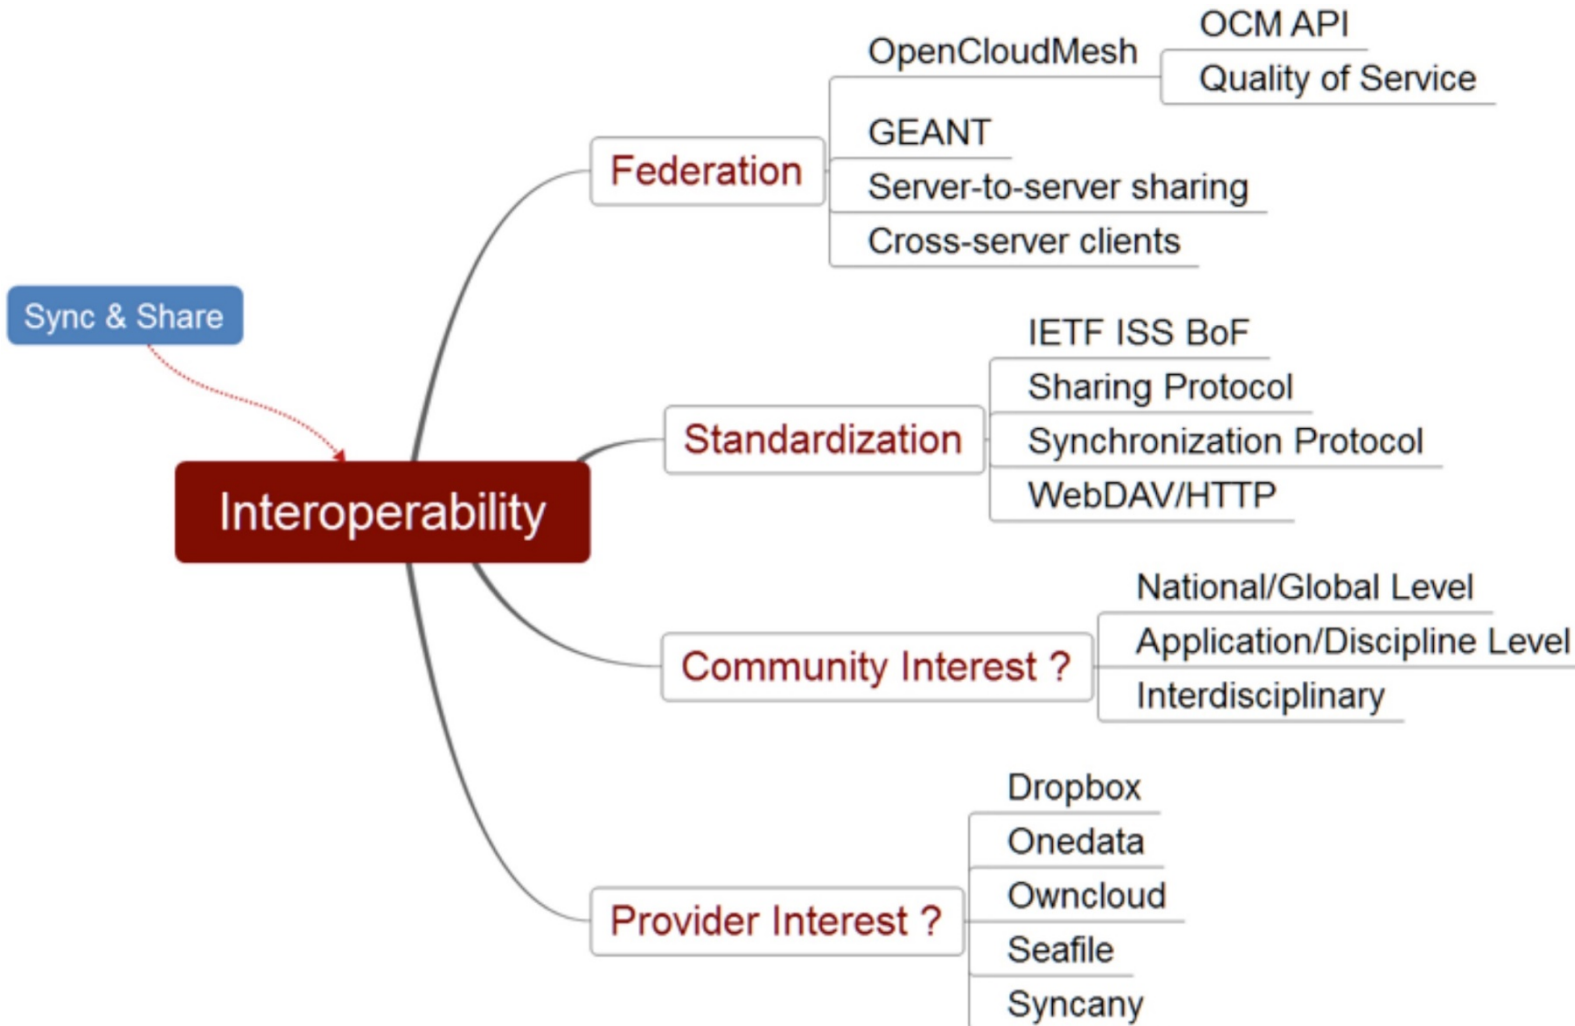 OCM API
OpenCloudMesh
Quality of Service
GEANT
Federation
Server-to-server sharing
Cross-server clients
Sync & Share
IETF ISS BoF
Sharing Protocol
Standardization
Synchronization Protocol
WebDAV/HTTP
Interoperability
National/Global Level
Application/Discipline Level
Community Interest ?
Interdisciplinary
Dropbox
Onedata
Owncloud
Provider Interest ?
Seafile
Syncany